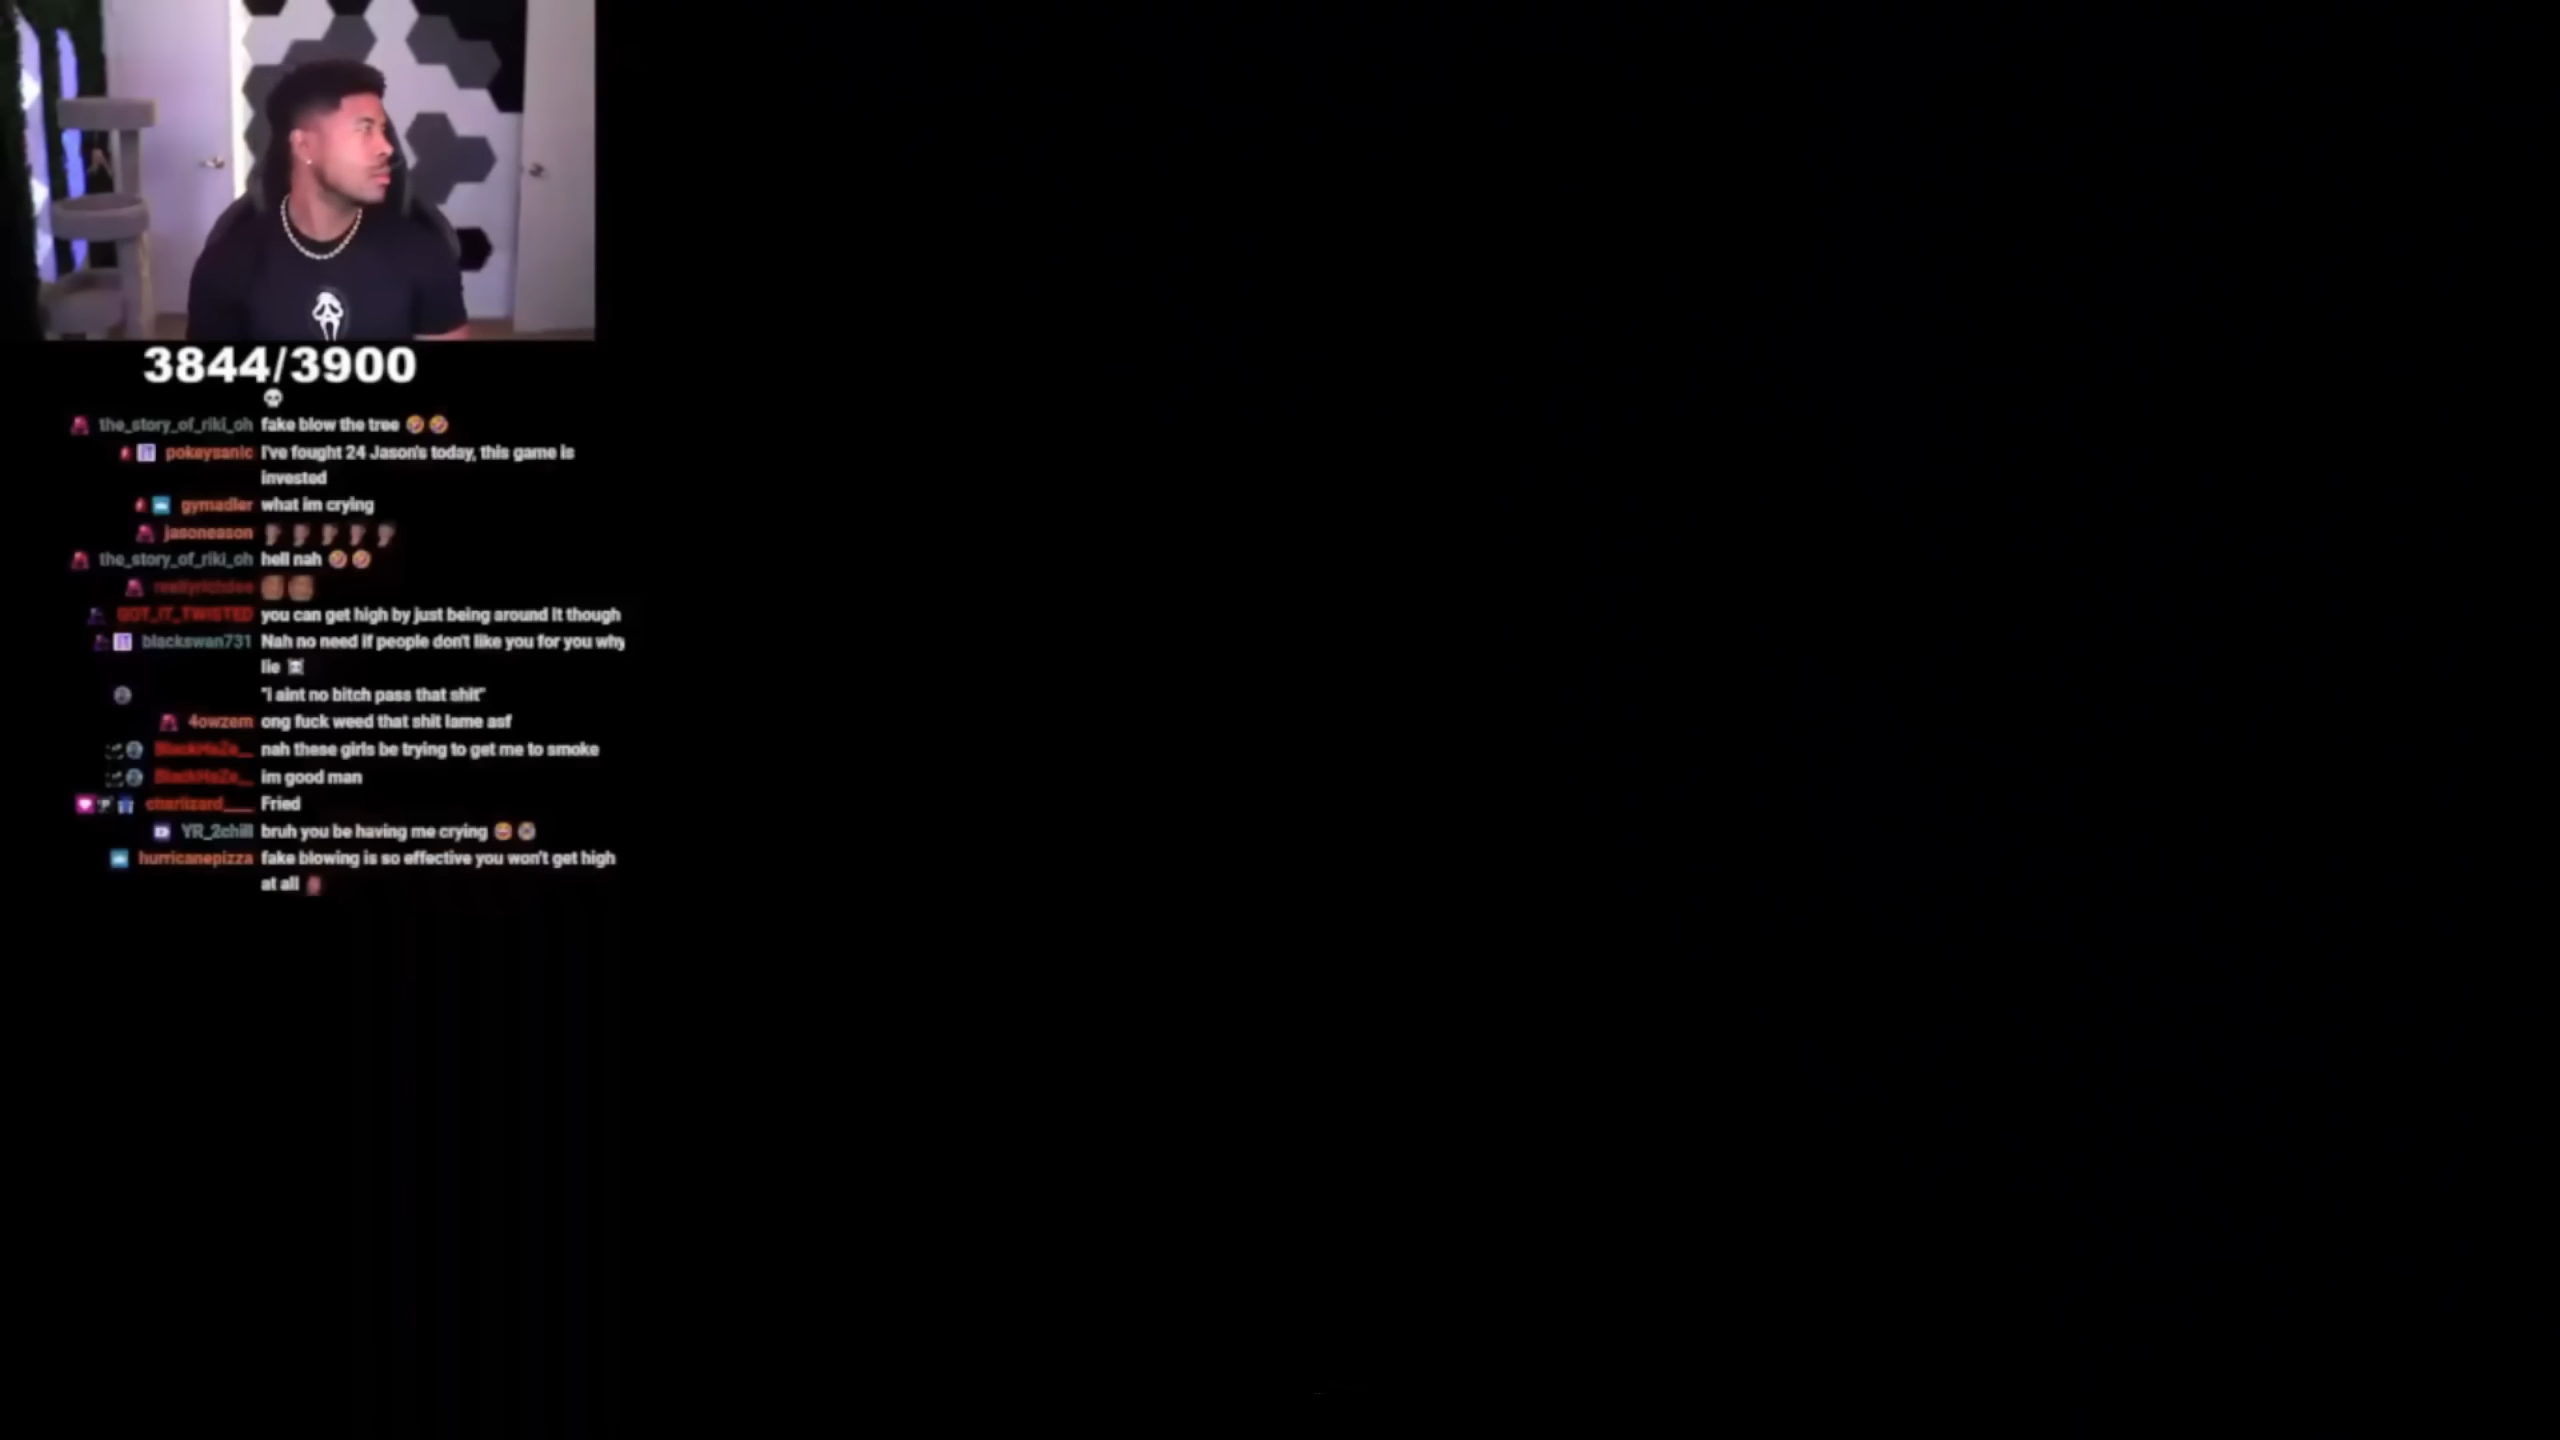 3844/3900
the_story_of_riki_oh fake blow the tree
pokeysanic I've fought 24 Jason's today, this game is
invested
gymadler what im crying
jasoneason
the_story_of_riki_oh hell nah
GOT_IT_TWISTED you can get high by just being around it though
blackswan731 Nah no need if people don't like you for you why
lie
"i aint no bitch pass that shit"
4owzem ong fuck weed that shit lame asf
BlackHaZe__ nah these girls be trying to get me to smoke
BlackHaZe__ im good man
charlizard___ Fried
YR_2chill bruh you be having me crying
hurricanepizza fake blowing is so effective you won't get high
at all